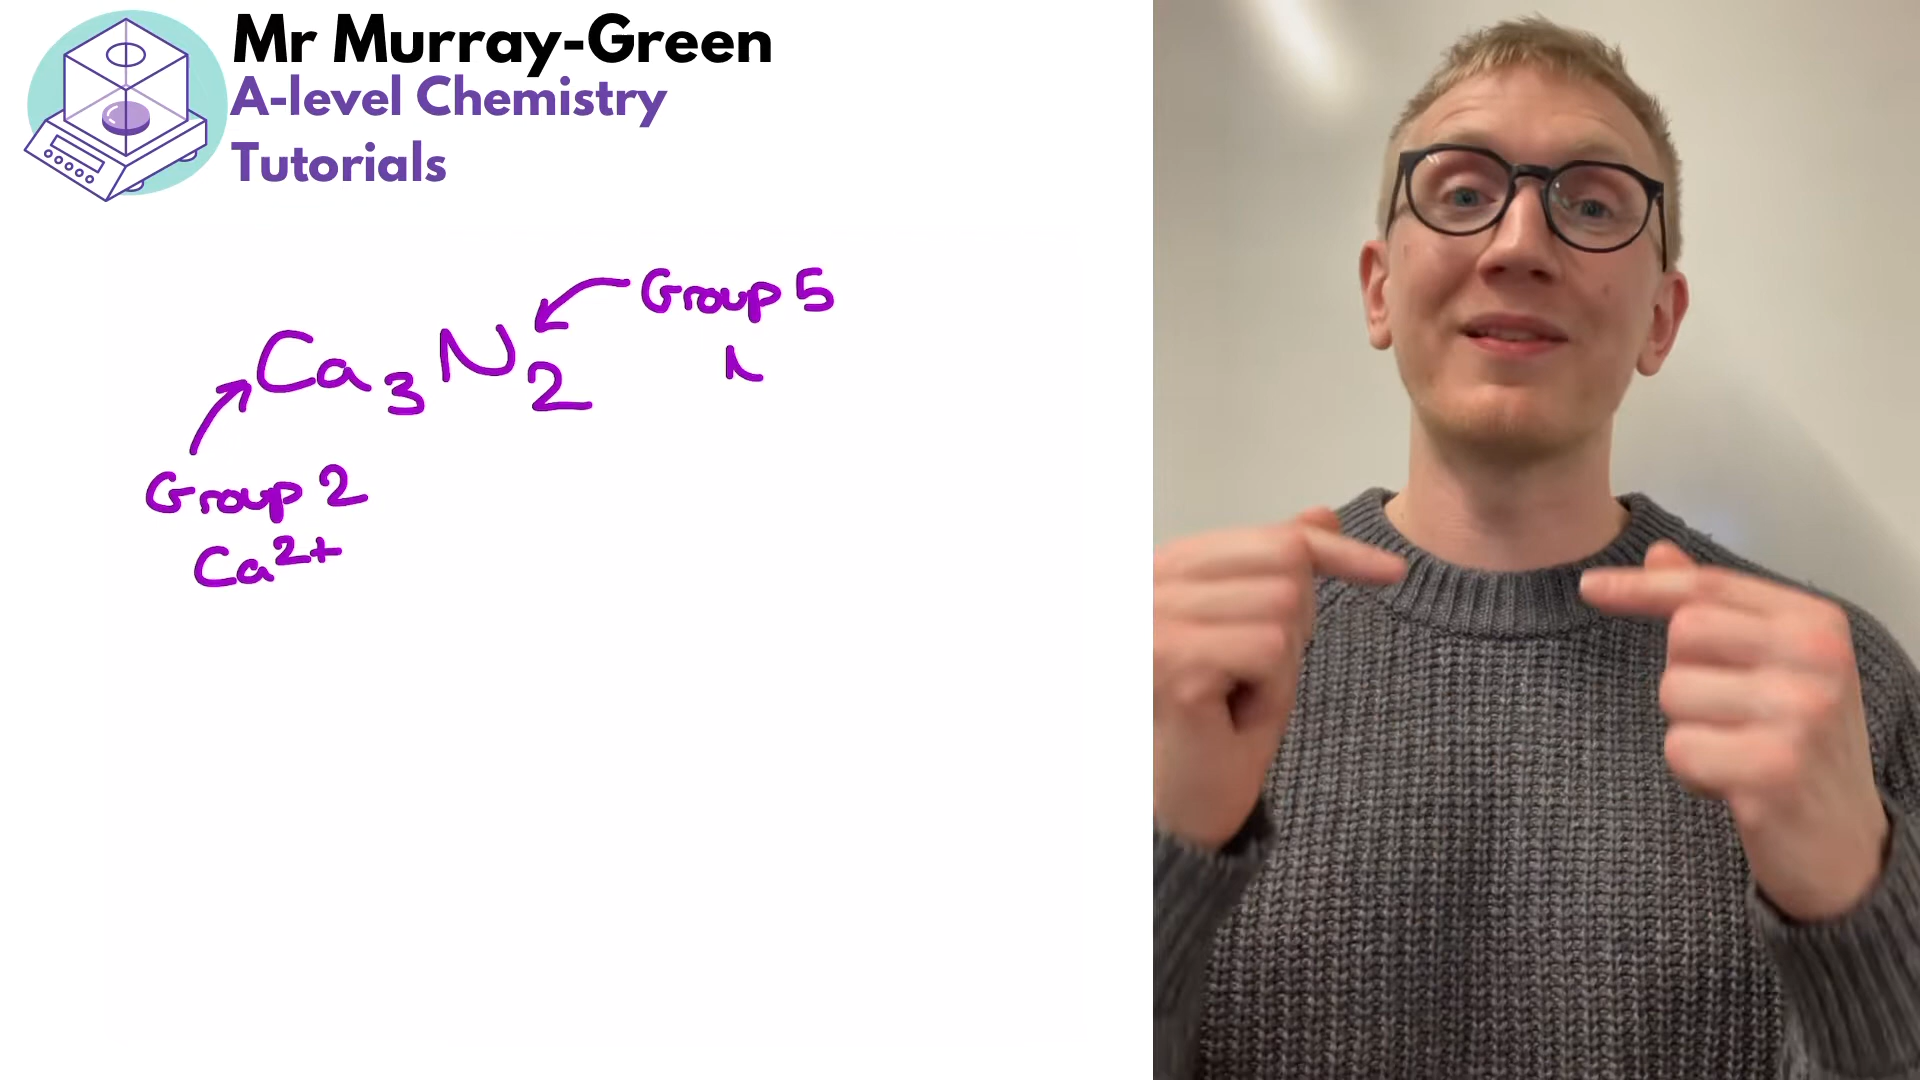 Mr Murray-Green
A-level Chemistry
Tutorials
Group 5
Ca₃N₂
Group 2
Ca²⁺